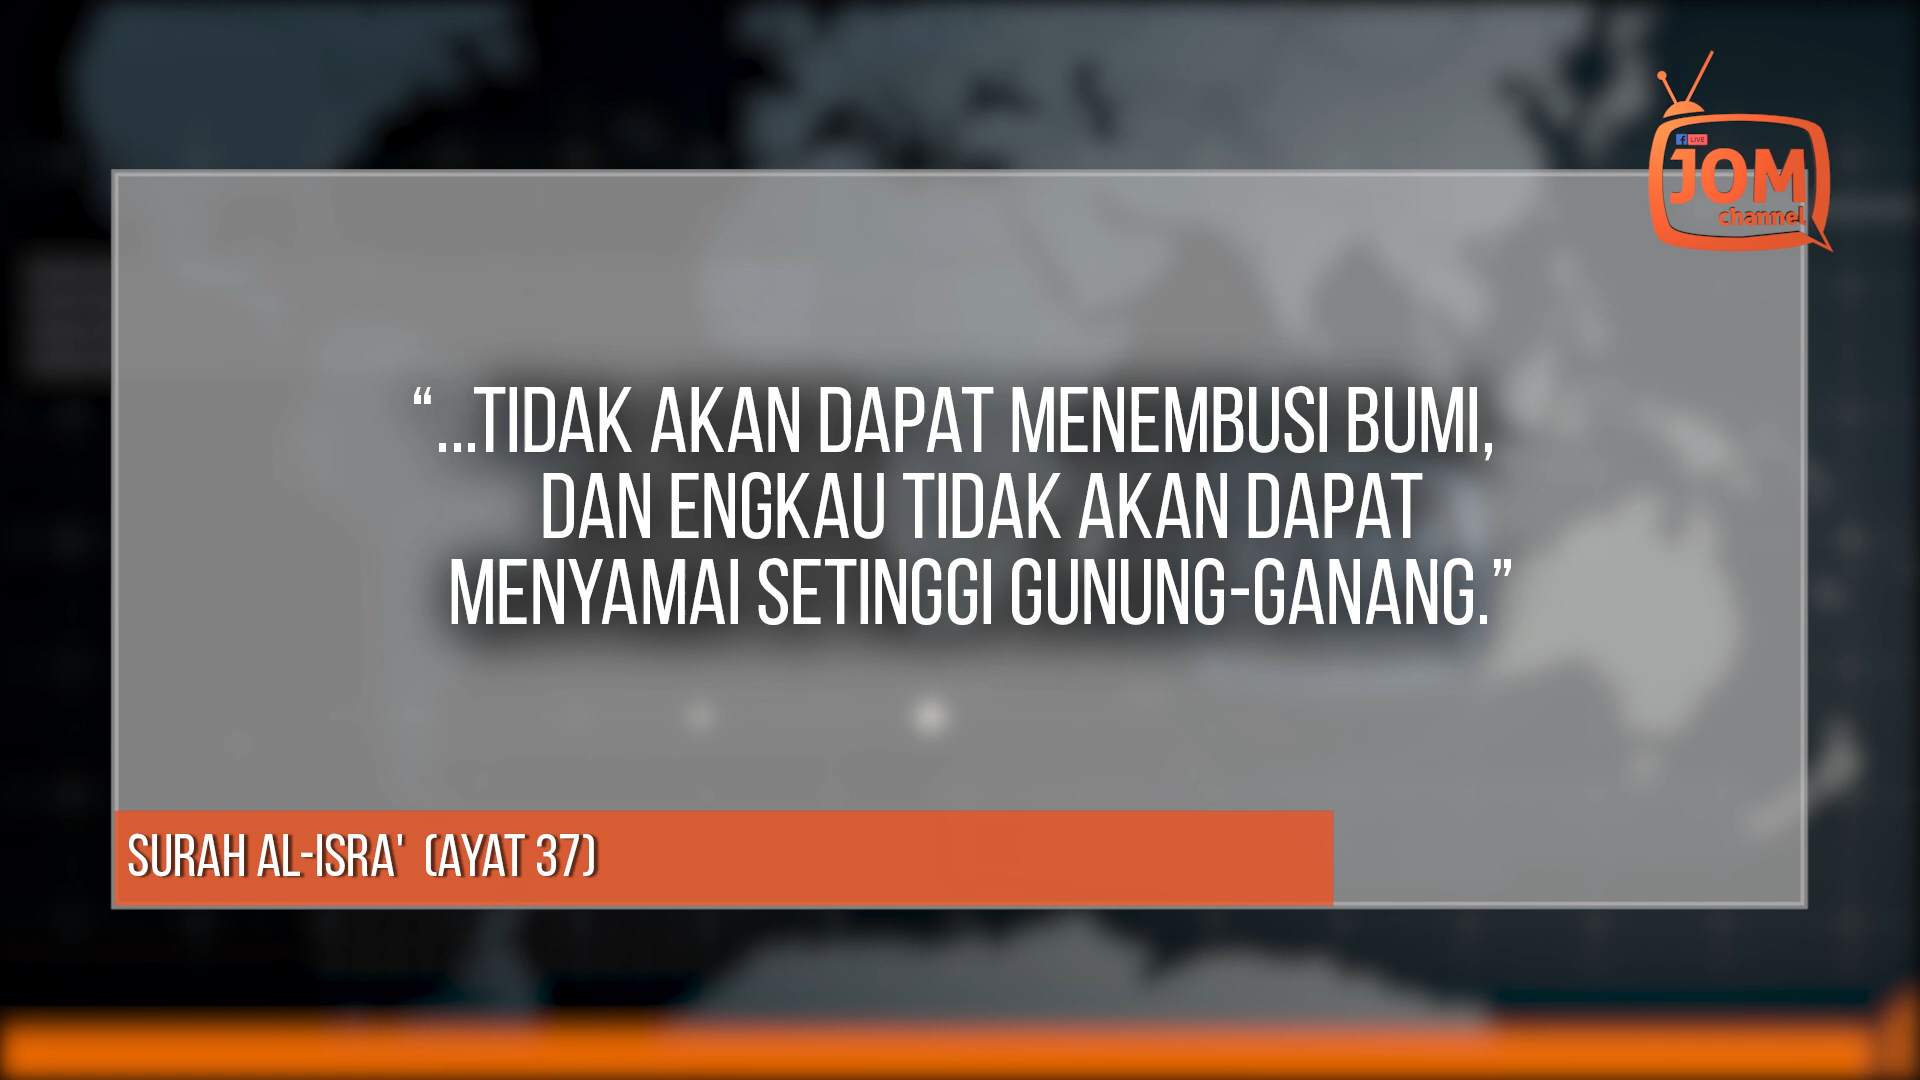 LIVE
JOM
channel
“...TIDAK AKAN DAPAT MENEMBUSI BUMI,
DAN ENGKAU TIDAK AKAN DAPAT
MENYAMAI SETINGGI GUNUNG-GANANG.”
SURAH AL-ISRA' (AYAT 37)